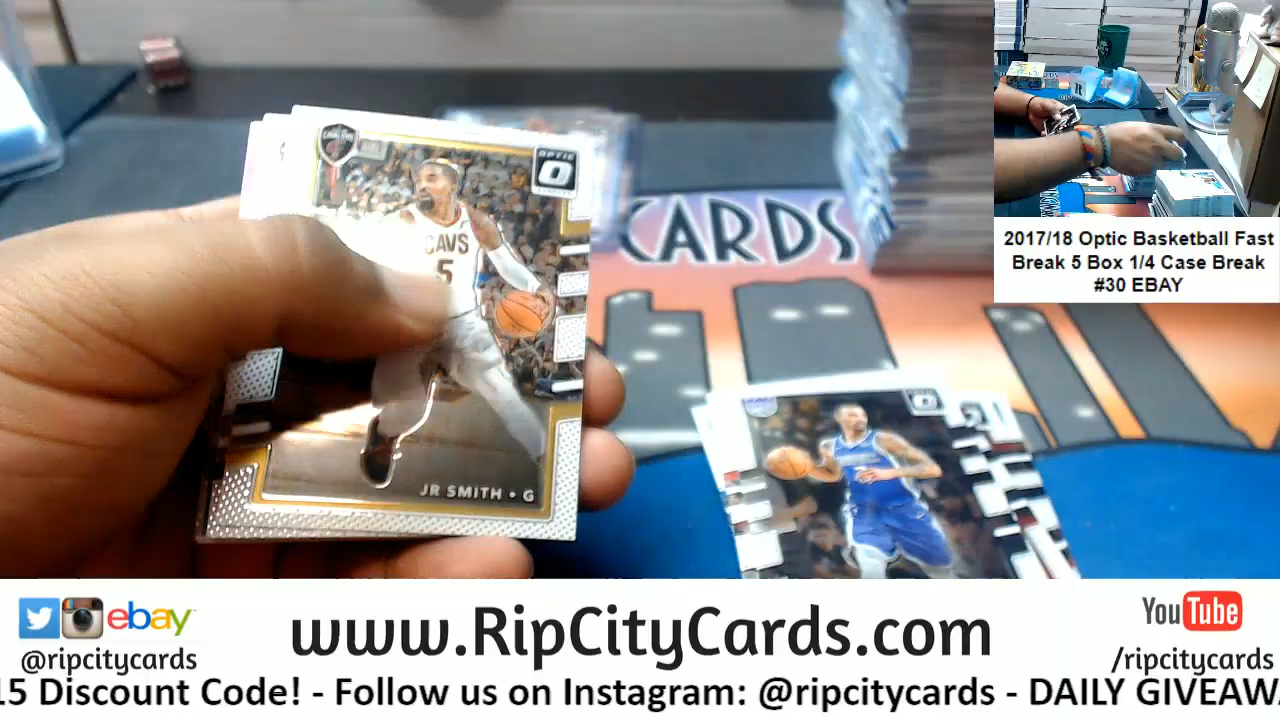 OPTIC
CAVS
5
JR SMITH • G
CARDS
2017/18 Optic Basketball Fast
Break 5 Box 1/4 Case Break
#30 EBAY
ebay
@ripcitycards
www.RipCityCards.com
YouTube
/ripcitycards
15 Discount Code! - Follow us on Instagram: @ripcitycards - DAILY GIVEAWA